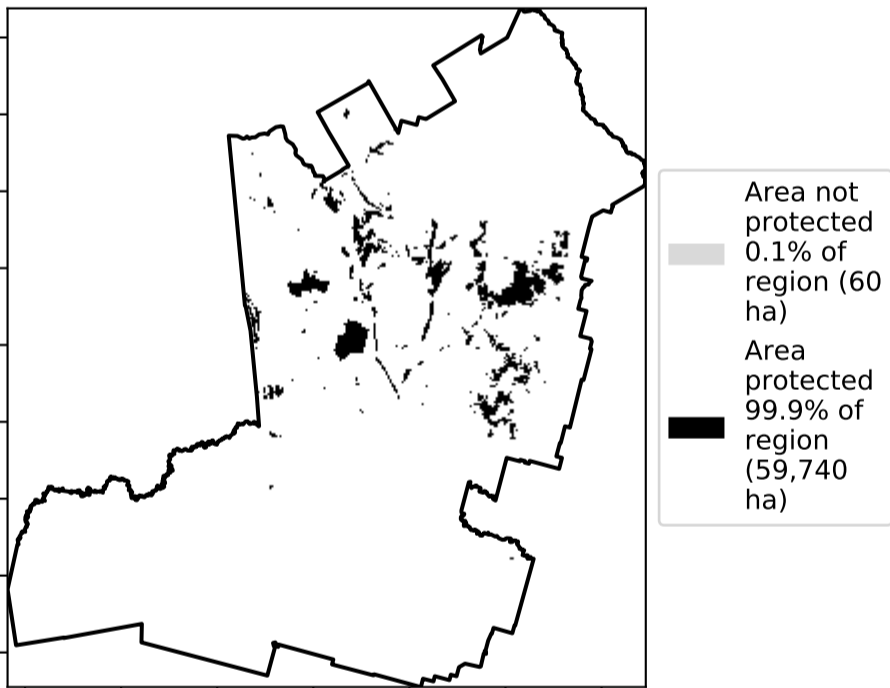 Area not
protected
0.1% of
region (60
ha)
Area
protected
99.9% of
region
(59,740
ha)